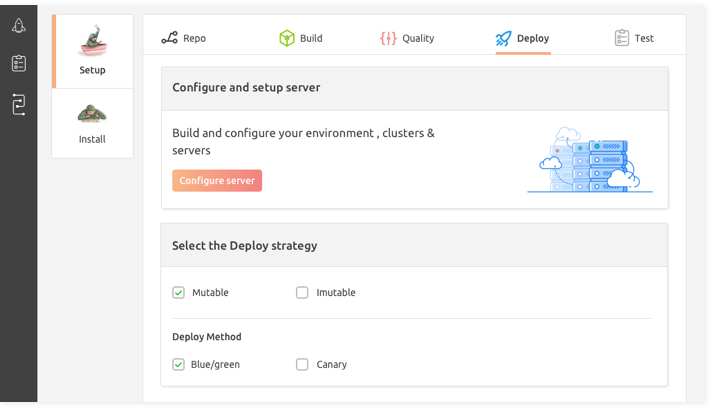 Repo
Build
Quality
Deploy
Test
Setup
Install
Configure and setup server
Build and configure your environment , clusters &
servers
Configure server
Select the Deploy strategy
Mutable
Imutable
Deploy Method
Blue/green
Canary